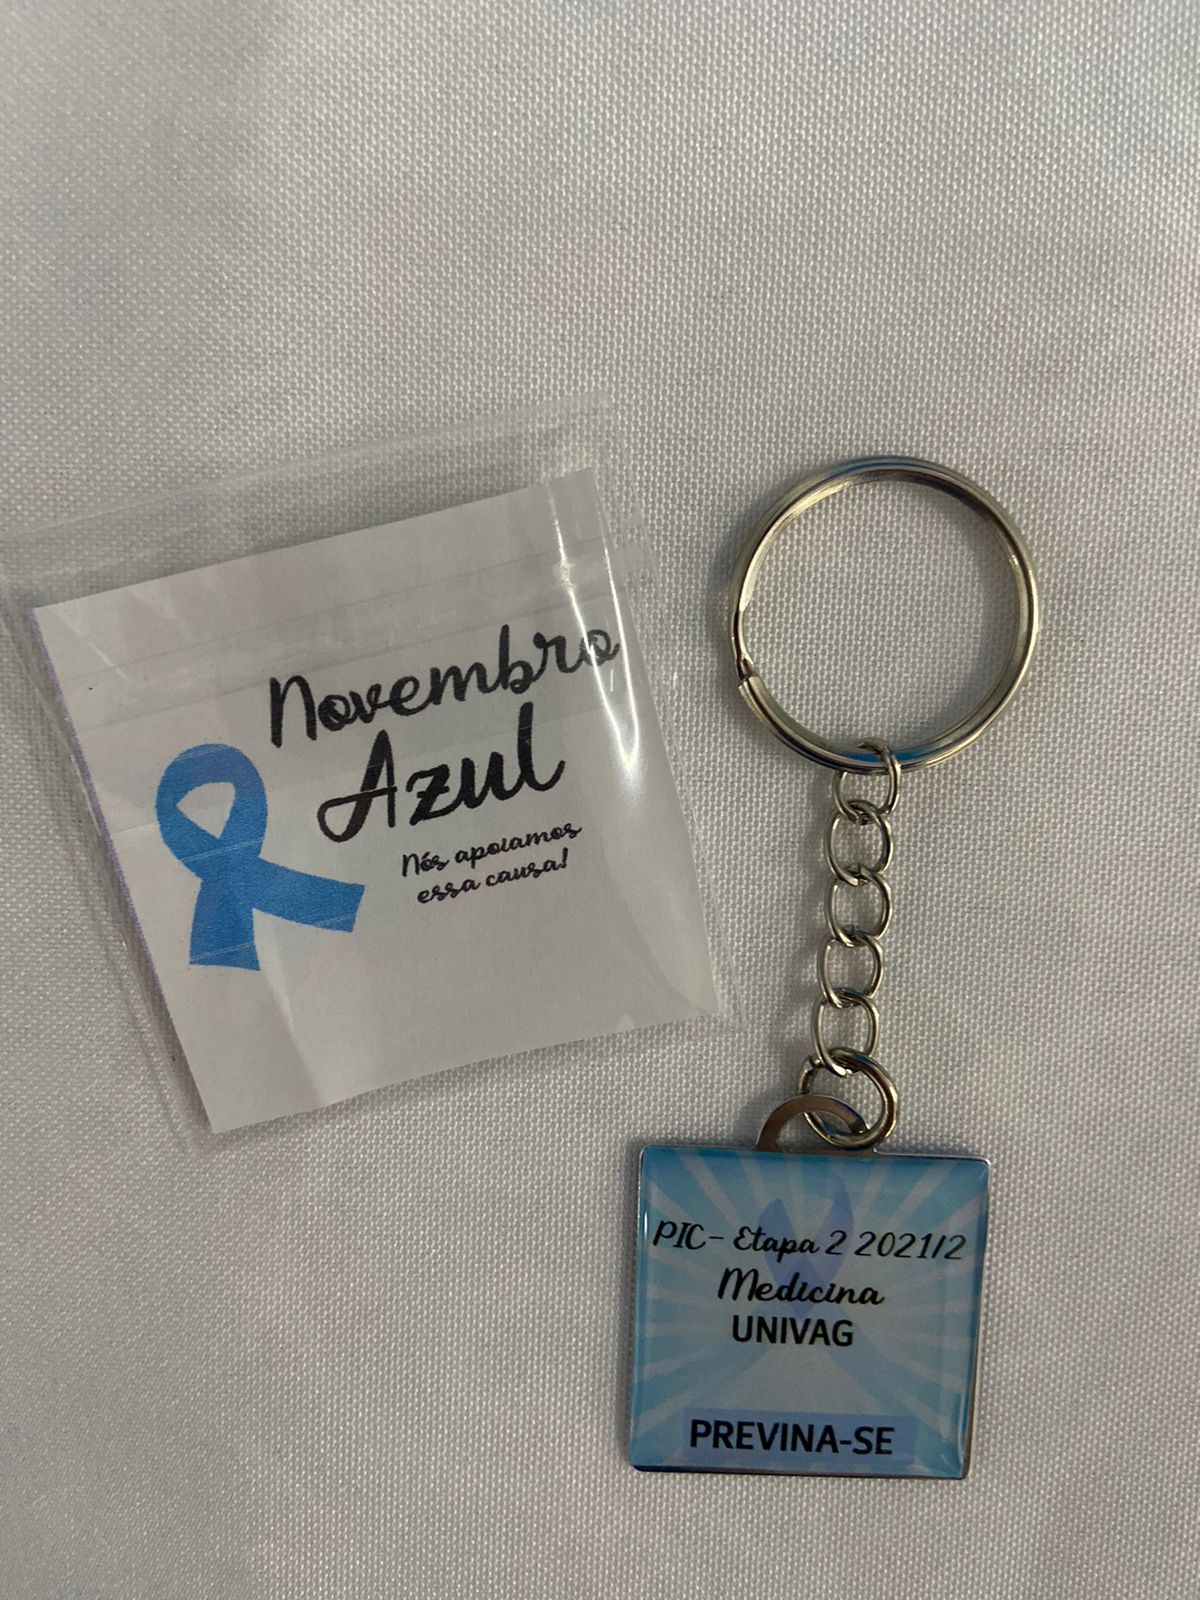 Novembro
Azul
Nós apoiamos
essa causa!
PIC- Etapa 2 2021/2
Medicina
UNIVAG
PREVINA-SE